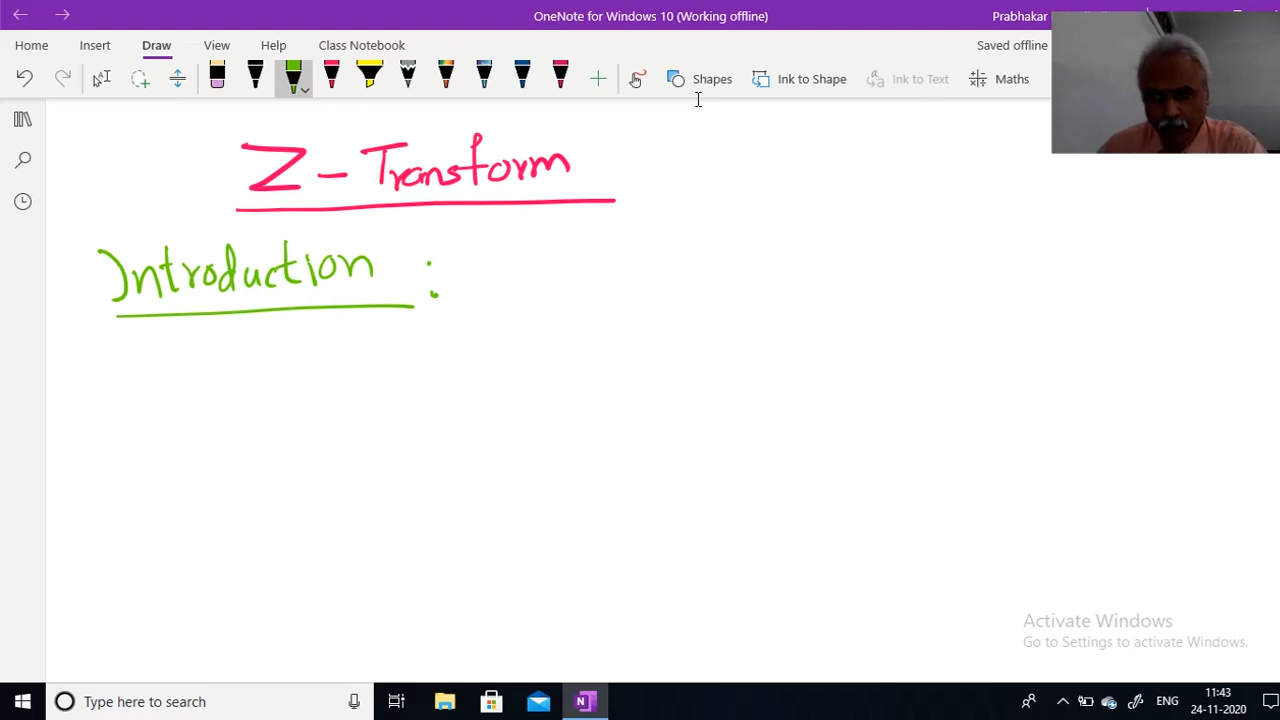 OneNote for Windows 10 (Working offline)
Prabhakar
Home Insert Draw View Help Class Notebook
Saved offline
Shapes Ink to Shape Ink to Text Maths
Z - Transform
Introduction :
Activate Windows
Go to Settings to activate Windows.
Type here to search
ENG
11:43
24-11-2020